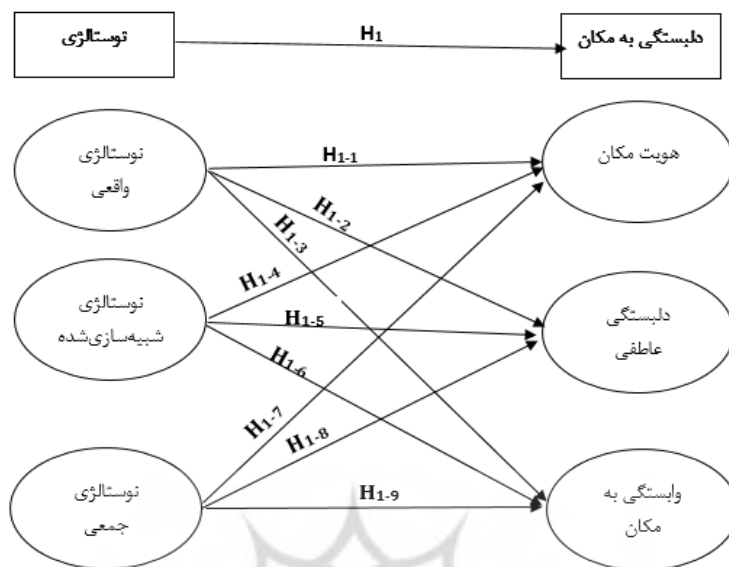 نوستالژی
H1
دلبستگی به مکان
نوستالژی
واقعی
H1-1
هویت مکان
H1-2
H1-3
نوستالژی
شبیه‌سازی‌شده
H1-4
H1-5
H1-6
دلبستگی
عاطفی
نوستالژی
جمعی
H1-7
H1-8
H1-9
وابستگی به
مکان